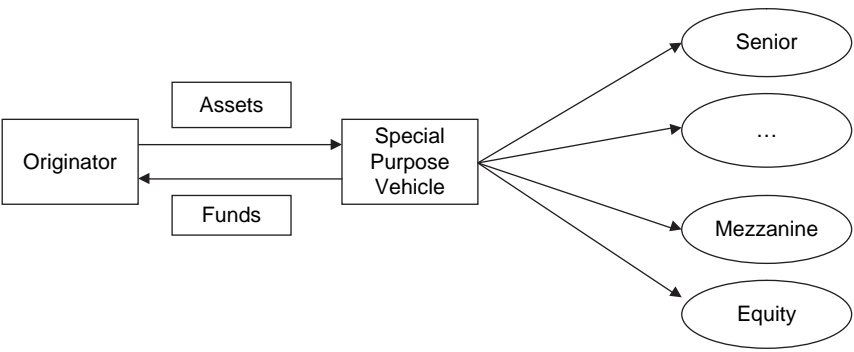 Senior
Assets
…
Originator
Special
Purpose
Vehicle
Funds
Mezzanine
Equity